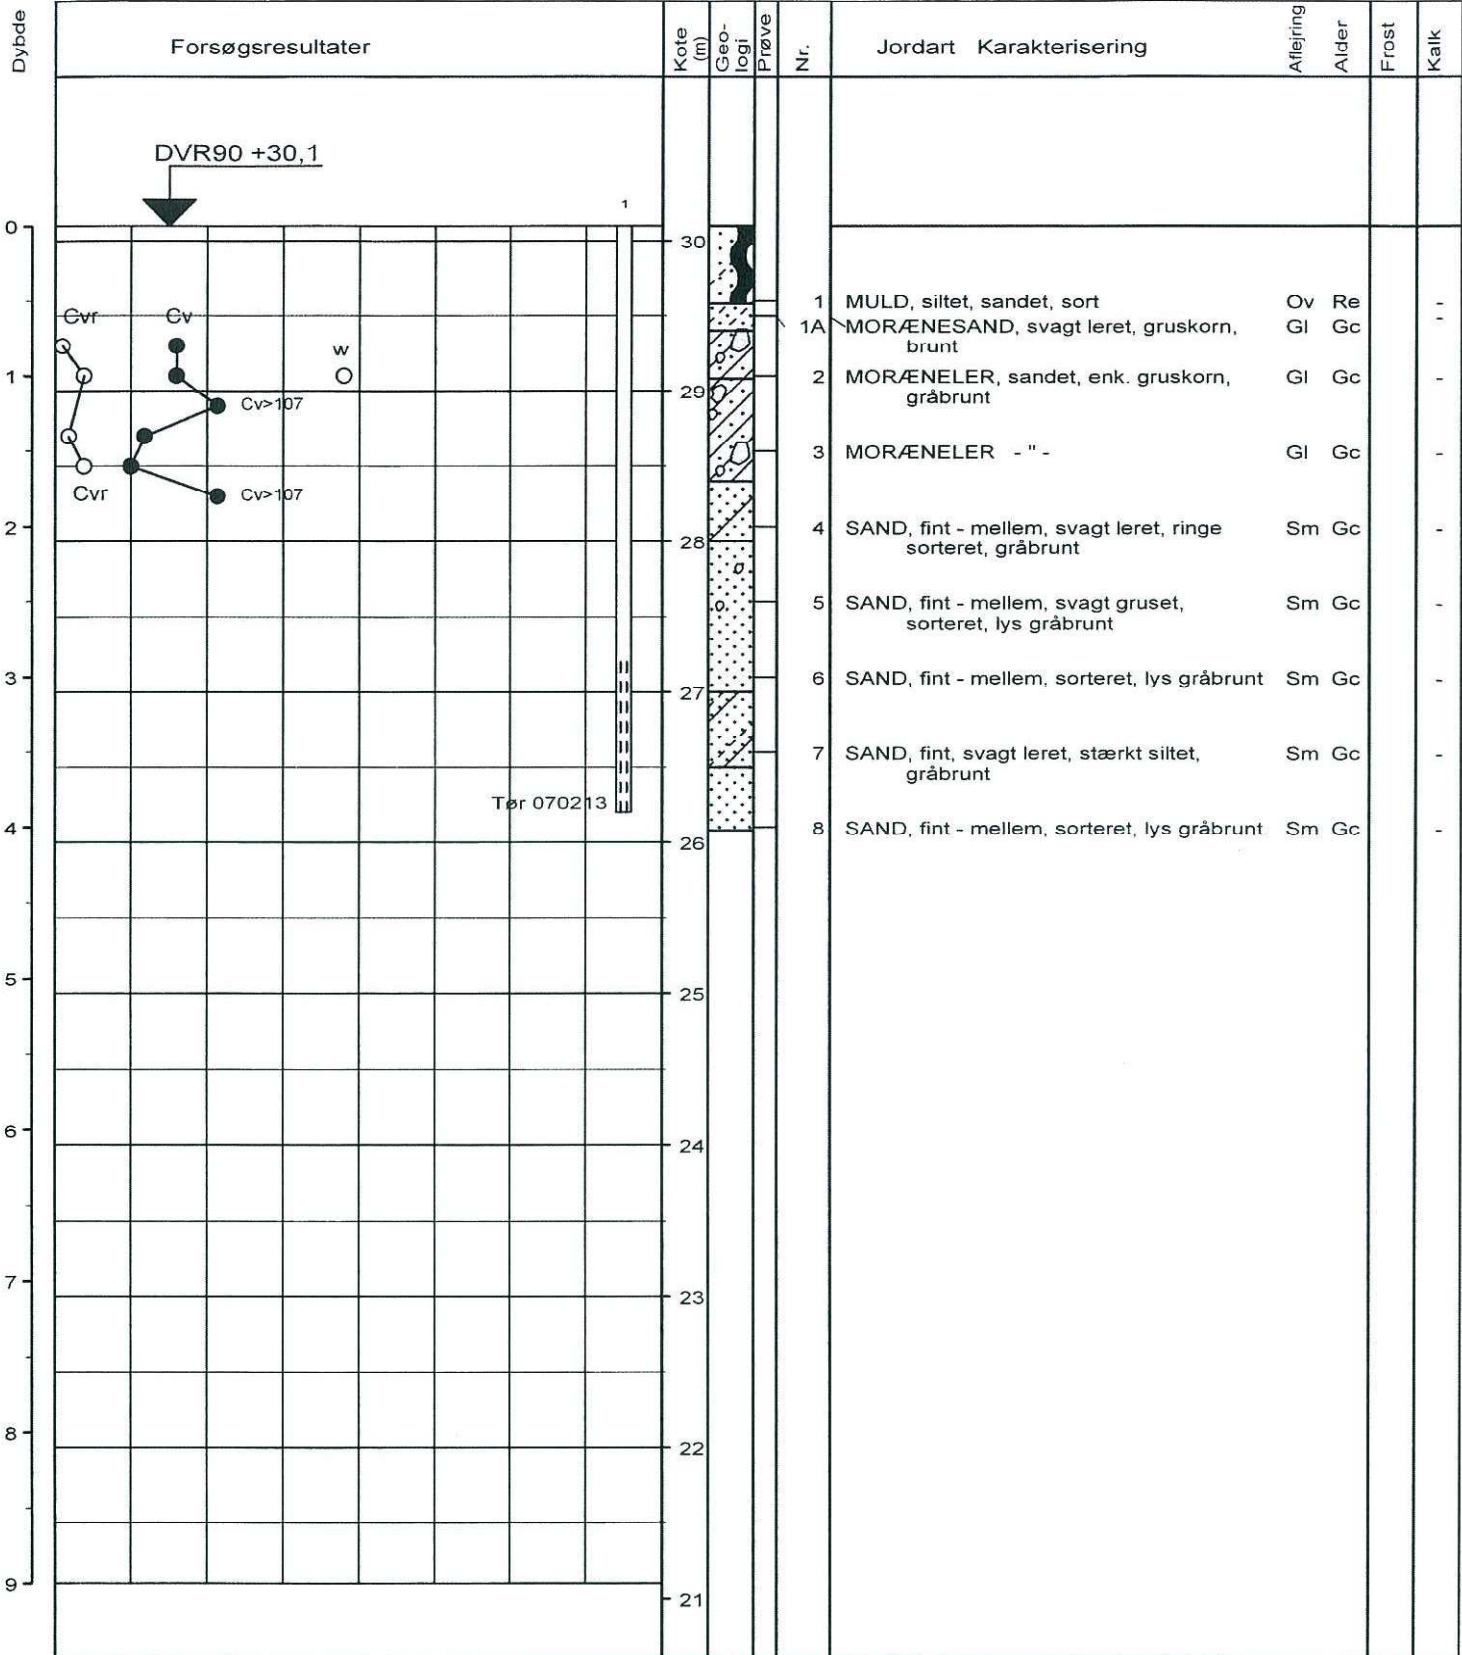 Dybde
Forsøgsresultater
Kote (m)
Geo-
logi
Prøve
Nr.
Jordart Karakterisering
Aflejring
Alder
Frost
Kalk
DVR90 +30,1
1
0
30
1 MULD, siltet, sandet, sort Ov Re -
Cvr Cv
1A MORÆNESAND, svagt leret, gruskorn, Gl Gc -
brunt
w
1
29
2 MORÆNELER, sandet, enk. gruskorn, Gl Gc -
gråbrunt
Cv>107
3 MORÆNELER - " - Gl Gc -
Cvr Cv>107
2
28
4 SAND, fint - mellem, svagt leret, ringe Sm Gc -
sorteret, gråbrunt
5 SAND, fint - mellem, svagt gruset, Sm Gc -
sorteret, lys gråbrunt
3
27
6 SAND, fint - mellem, sorteret, lys gråbrunt Sm Gc -
7 SAND, fint, svagt leret, stærkt siltet, Sm Gc -
gråbrunt
Tør 070213
4
26
8 SAND, fint - mellem, sorteret, lys gråbrunt Sm Gc -
5
25
6
24
7
23
8
22
9
21